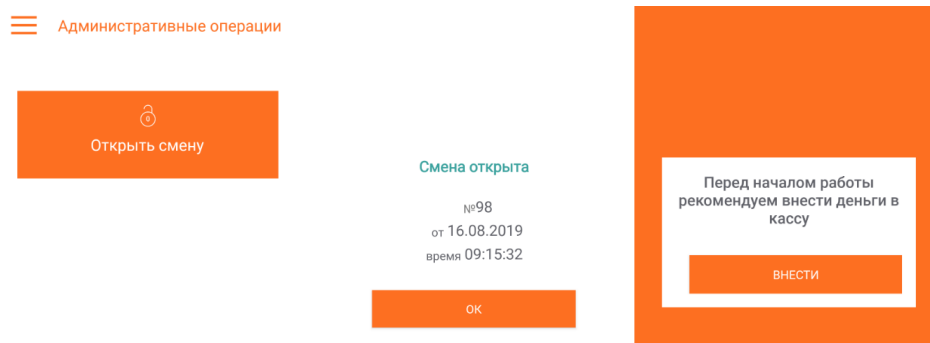 Административные операции
Открыть смену
Смена открыта
№98
от 16.08.2019
время 09:15:32
ОК
Перед началом работы
рекомендуем внести деньги в
кассу
ВНЕСТИ